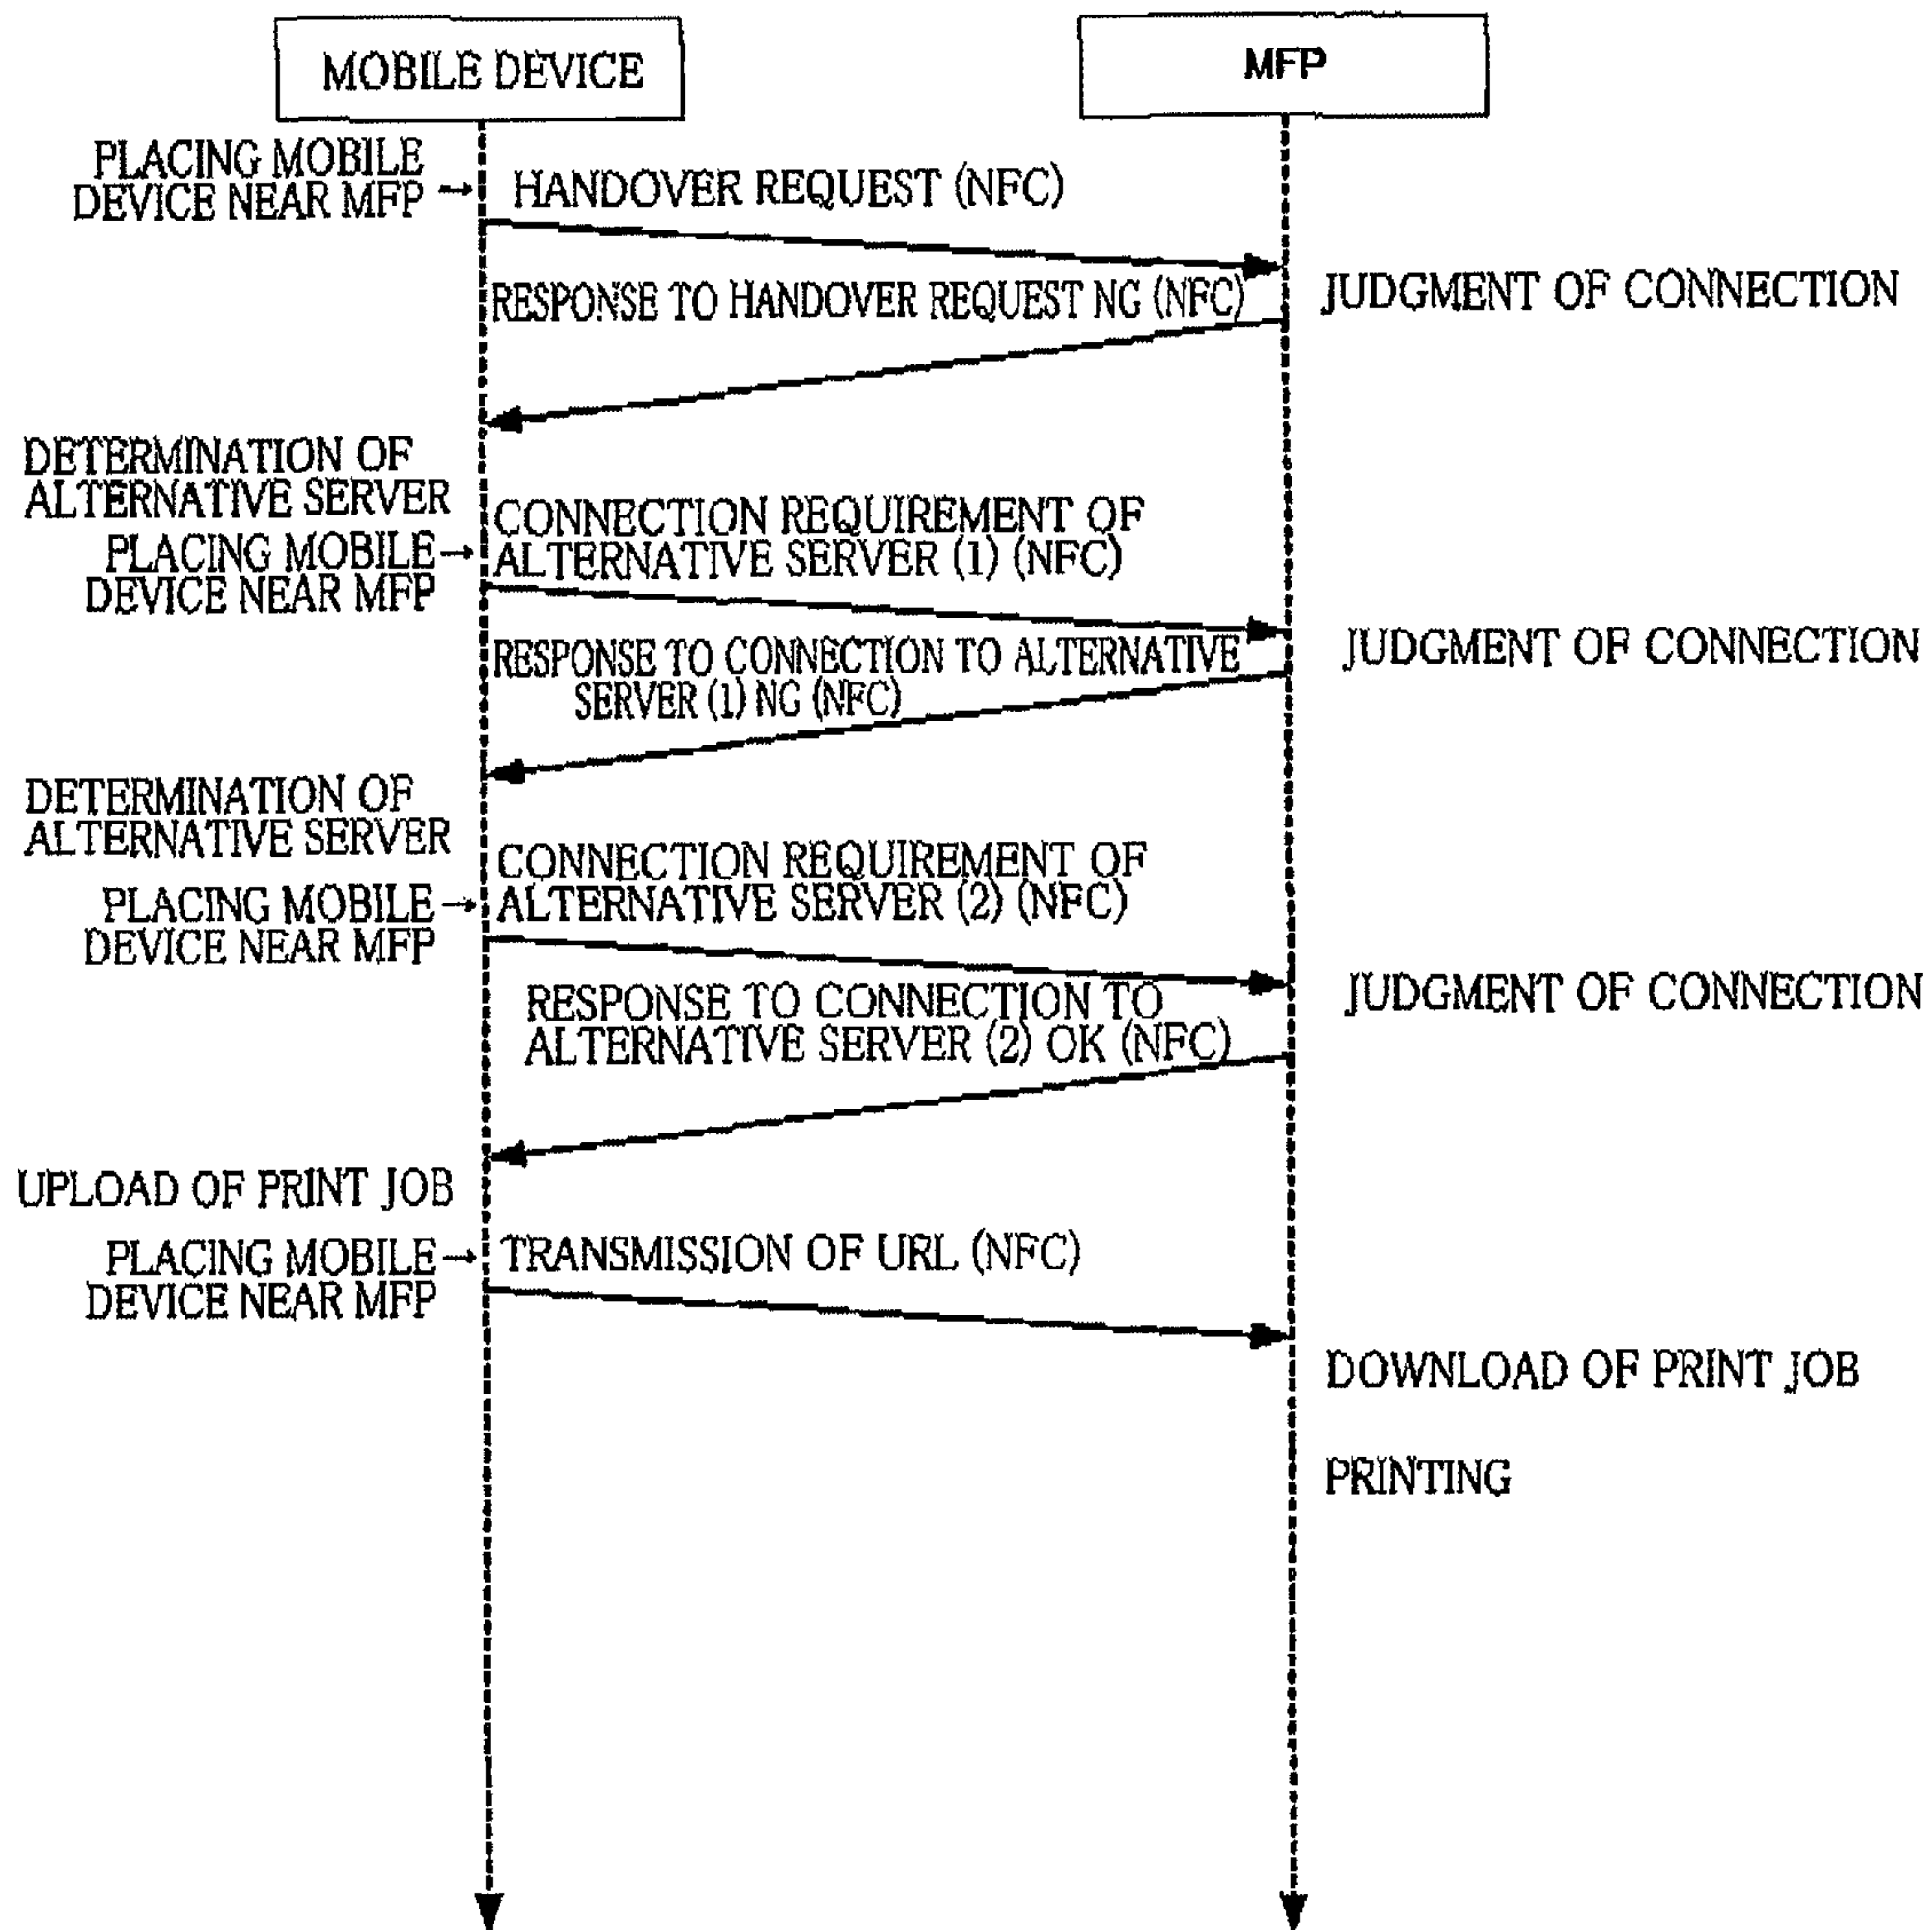 MOBILE DEVICE
MFP
PLACING MOBILE
DEVICE NEAR MFP
HANDOVER REQUEST (NFC)
JUDGMENT OF CONNECTION
RESPONSE TO HANDOVER REQUEST NG (NFC)
DETERMINATION OF
ALTERNATIVE SERVER
PLACING MOBILE
DEVICE NEAR MFP
CONNECTION REQUIREMENT OF
ALTERNATIVE SERVER (1) (NFC)
JUDGMENT OF CONNECTION
RESPONSE TO CONNECTION TO ALTERNATIVE
SERVER (1) NG (NFC)
DETERMINATION OF
ALTERNATIVE SERVER
PLACING MOBILE
DEVICE NEAR MFP
CONNECTION REQUIREMENT OF
ALTERNATIVE SERVER (2) (NFC)
JUDGMENT OF CONNECTION
RESPONSE TO CONNECTION TO
ALTERNATIVE SERVER (2) OK (NFC)
UPLOAD OF PRINT JOB
PLACING MOBILE
DEVICE NEAR MFP
TRANSMISSION OF URL (NFC)
DOWNLOAD OF PRINT JOB
PRINTING